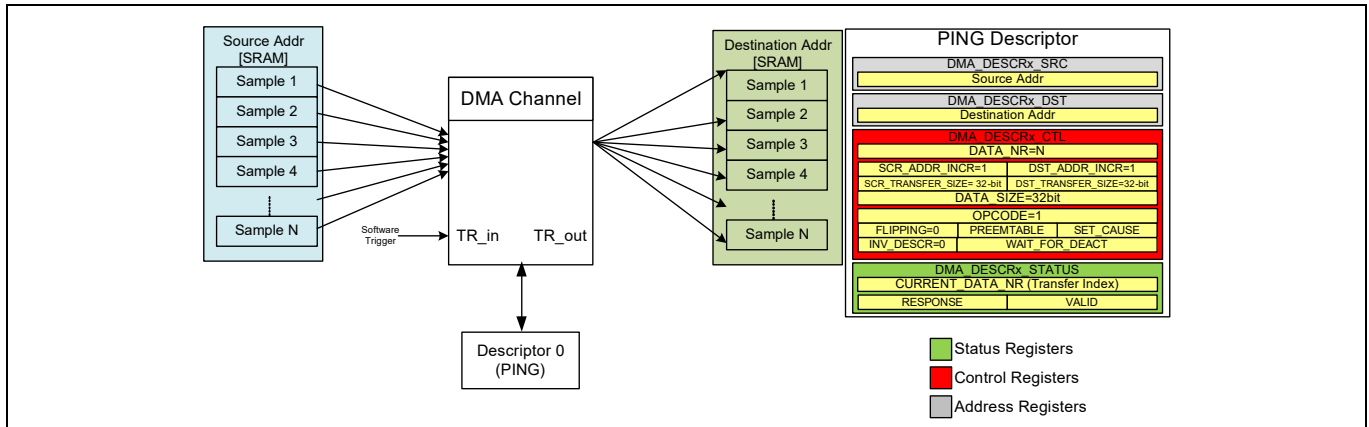 Source Addr
[SRAM]
Sample 1
Sample 2
Sample 3
Sample 4
Sample N
Software
Trigger
DMA Channel
TR_in TR_out
Descriptor 0
(PING)
Destination Addr
[SRAM]
Sample 1
Sample 2
Sample 3
Sample 4
Sample N
PING Descriptor
DMA_DESCRx_SRC
Source Addr
DMA_DESCRx_DST
Destination Addr
DMA_DESCRx_CTL
DATA_NR=N
SCR_ADDR_INCR=1 DST_ADDR_INCR=1
SCR_TRANSFER_SIZE= 32-bit DST_TRANSFER_SIZE=32-bit
DATA_SIZE=32bit
OPCODE=1
FLIPPING=0 PREEMTABLE SET_CAUSE
INV_DESCR=0 WAIT_FOR_DEACT
DMA_DESCRx_STATUS
CURRENT_DATA_NR (Transfer Index)
RESPONSE VALID
Status Registers
Control Registers
Address Registers